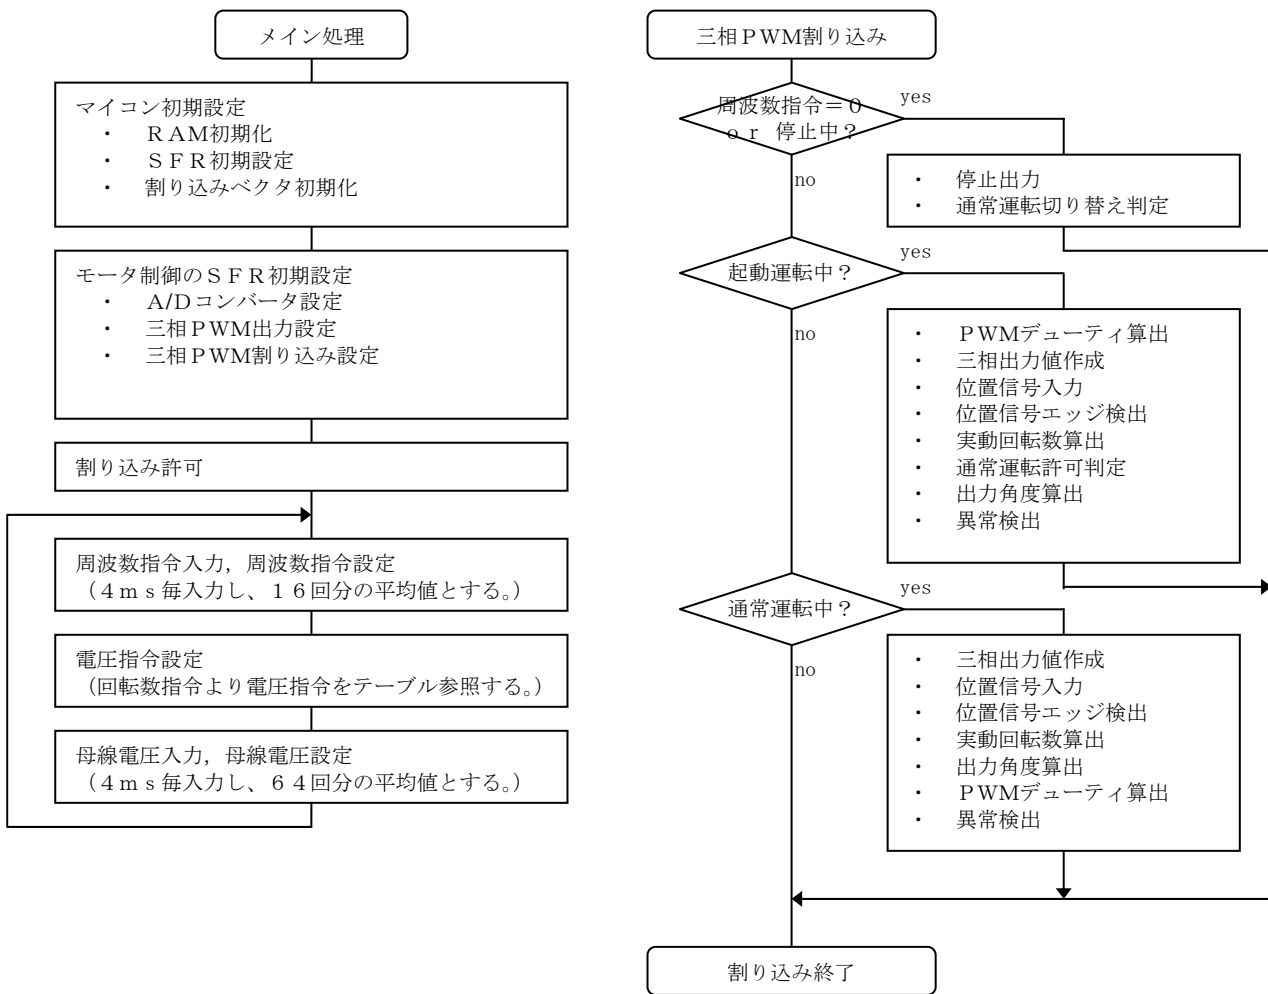 メイン処理
マイコン初期設定
・ ＲＡＭ初期化
・ ＳＦＲ初期設定
・ 割り込みベクタ初期化
モータ制御のＳＦＲ初期設定
・ A/Dコンバータ設定
・ 三相ＰＷＭ出力設定
・ 三相ＰＷＭ割り込み設定
割り込み許可
周波数指令入力，周波数指令設定
（４ｍｓ毎入力し、１６回分の平均値とする。）
電圧指令設定
（回転数指令より電圧指令をテーブル参照する。）
母線電圧入力，母線電圧設定
（４ｍｓ毎入力し、６４回分の平均値とする。）
三相ＰＷＭ割り込み
周波数指令＝０
ｏｒ 停止中？
yes
no
・ 停止出力
・ 通常運転切り替え判定
起動運転中？
yes
no
・ ＰＷＭデューティ算出
・ 三相出力値作成
・ 位置信号入力
・ 位置信号エッジ検出
・ 実動回転数算出
・ 通常運転許可判定
・ 出力角度算出
・ 異常検出
通常運転中？
yes
no
・ 三相出力値作成
・ 位置信号入力
・ 位置信号エッジ検出
・ 実動回転数算出
・ 出力角度算出
・ ＰＷＭデューティ算出
・ 異常検出
割り込み終了